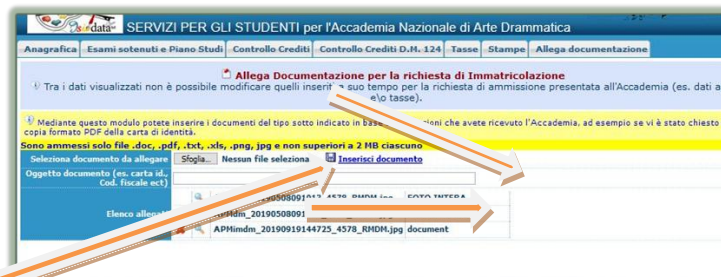 SERVIZI PER GLI STUDENTI per l'Accademia Nazionale di Arte Drammatica
Anagrafica Esami sotenuti e Piano Studi Controllo Crediti Controllo Crediti D.M. 124 Tasse Stampe Allega documentazione
Allega Documentazione per la richiesta di Immatricolazione
Tra i dati visualizzati non è possibile modificare quelli a suo tempo per la richiesta di ammissione presentata all'Accademia (es. dati a
e\o tasse).
Mediante questo modulo potete inserire i documenti del tipo sotto indicato in che avete ricevuto l'Accademia, ad esempio se vi è stato chiesto
copia formato PDF della carta di identità.
Sono ammessi solo file .doc, .pdf, .txt, .xls, .png, jpg e non superiori a 2 MB ciascuno
Seleziona documento da allegare Sfoglia... Nessun file seleziona Inserisci documento
Oggetto documento (es. carta id.,
Cod. fiscale ect)
FOTO INTERA
Elenco allegati
APMimdm_20190919144725_4578_RMDM.jpg document